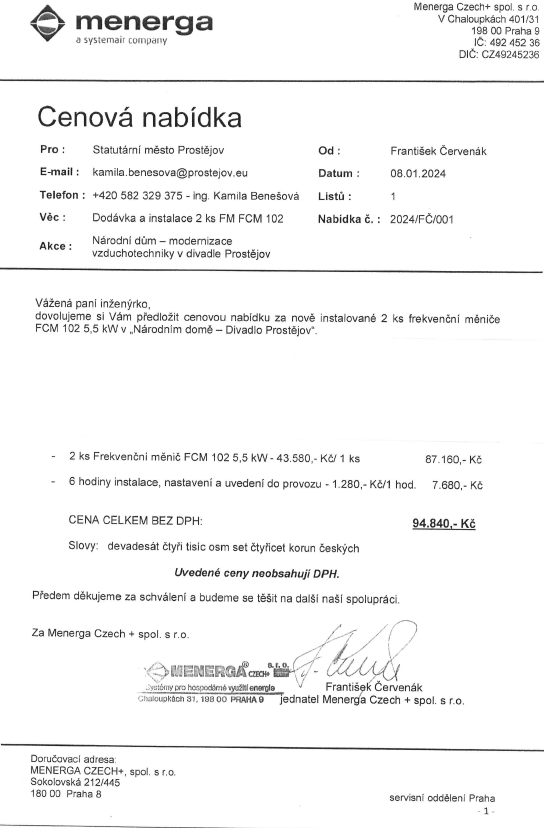 menerga
a systemair company
Menerga Czech+ spol. s r.o.
V Chaloupkách 401/31
198 00 Praha 9
IČ: 492 452 36
DIČ: CZ49245236
Cenová nabídka
Pro : Statutární město Prostějov Od : František Červenák
E-mail : kamila.benesova@prostejov.eu Datum : 08.01.2024
Telefon : +420 582 329 375 - ing. Kamila Benešová Listů : 1
Věc : Dodávka a instalace 2 ks FM FCM 102 Nabídka č. : 2024/FČ/001
Akce : Národní dům – modernizace
vzduchotechniky v divadle Prostějov
Vážená paní inženýrko,
dovolujeme si Vám předložit cenovou nabídku za nově instalované 2 ks frekvenční měniče
FCM 102 5,5 kW v „Národním domě – Divadlo Prostějov“.
- 2 ks Frekvenční měnič FCM 102 5,5 kW - 43.580,- Kč/ 1 ks 87.160,- Kč
- 6 hodiny instalace, nastavení a uvedení do provozu - 1.280,- Kč/1 hod. 7.680,- Kč
CENA CELKEM BEZ DPH: 94.840,- Kč
Slovy: devadesát čtyři tisíc osm set čtyřicet korun českých
Uvedené ceny neobsahují DPH.
Předem děkujeme za schválení a budeme se těšit na další naší spolupráci.
Za Menerga Czech + spol. s r.o.
MENERGA® CZECH+ s.r.o.
Systémy pro hospodárné využití energie
Chaloupkách 31, 198 00 PRAHA 9
František Červenák
jednatel Menerga Czech + spol. s r.o.
Doručovací adresa:
MENERGA CZECH+, spol. s r.o.
Sokolovská 212/445
180 00 Praha 8
servisní oddělení Praha
- 1 -